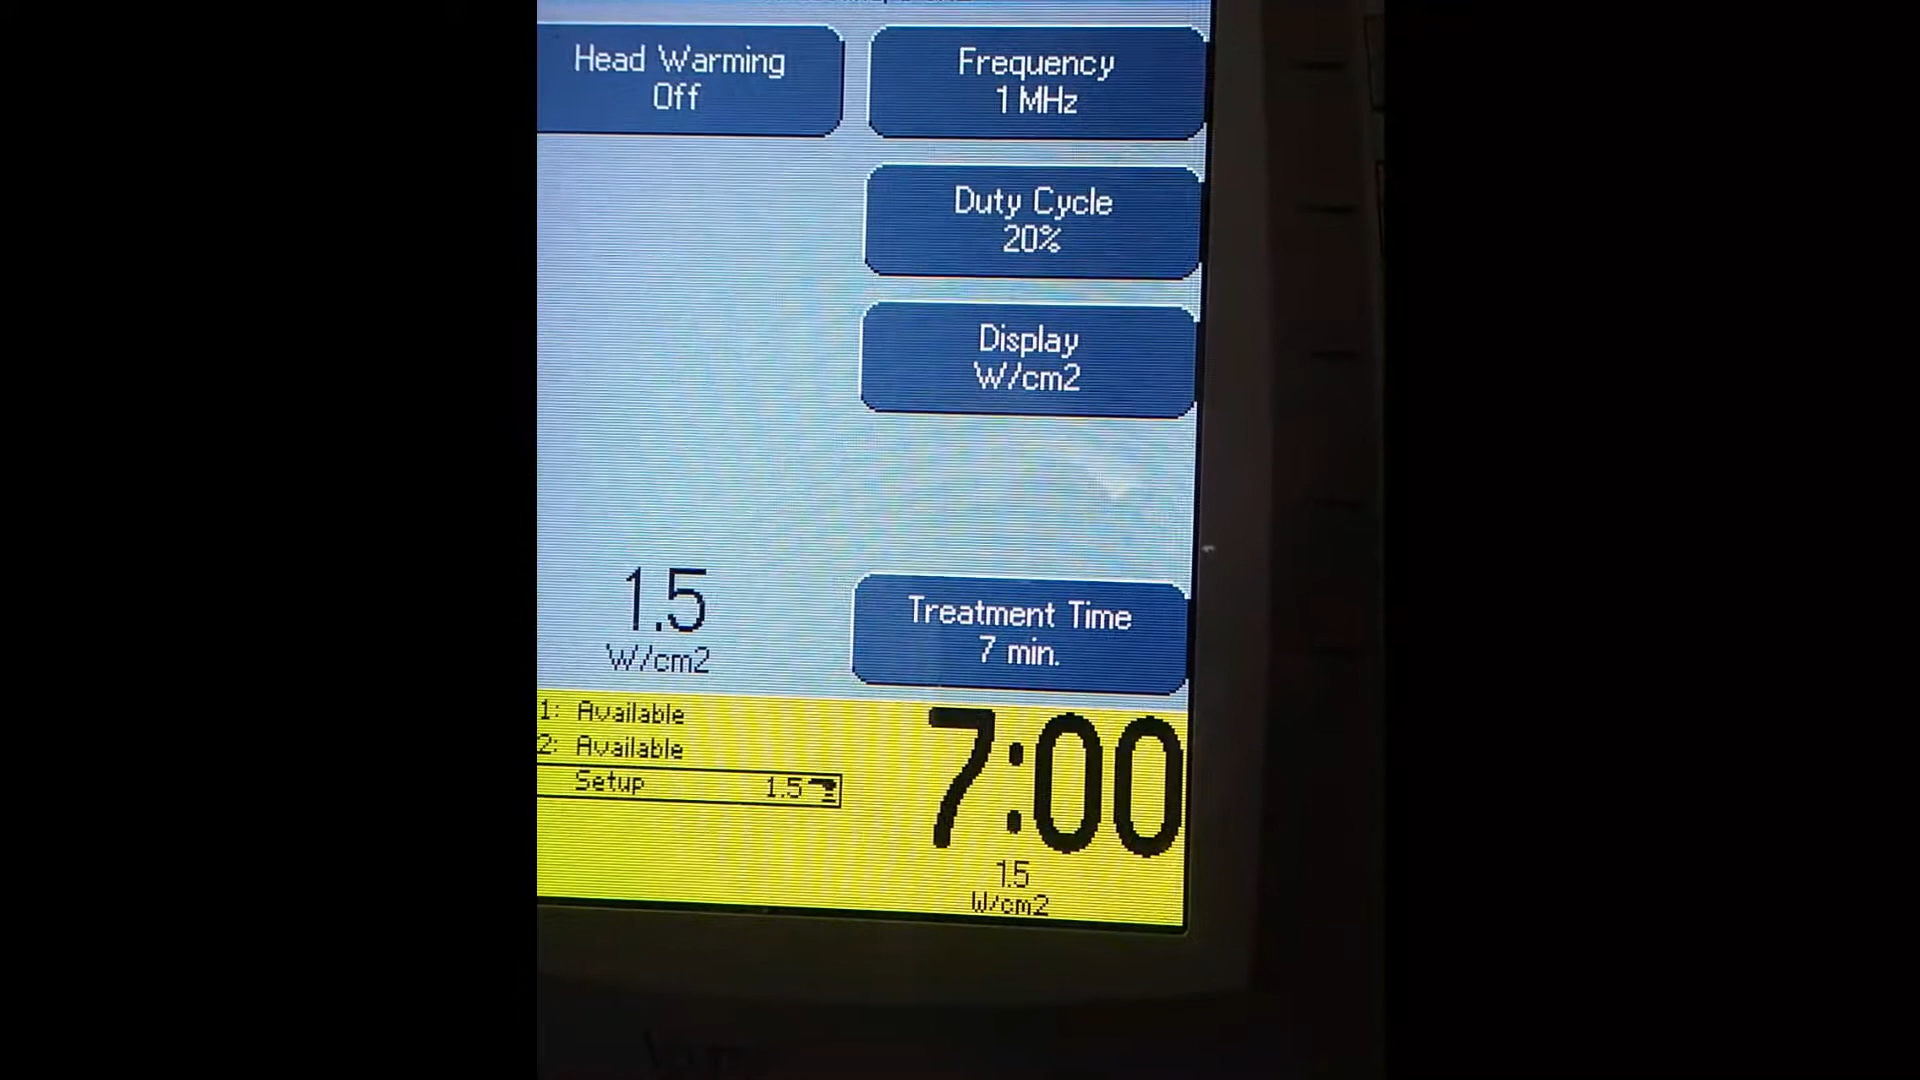 Head Warming
Off
Frequency
1 MHz
Duty Cycle
20%
Display
W/cm2
1.5
W/cm2
Treatment Time
7 min.
1: Available
2: Available
Setup 1.5
7:00
1.5
W/cm2